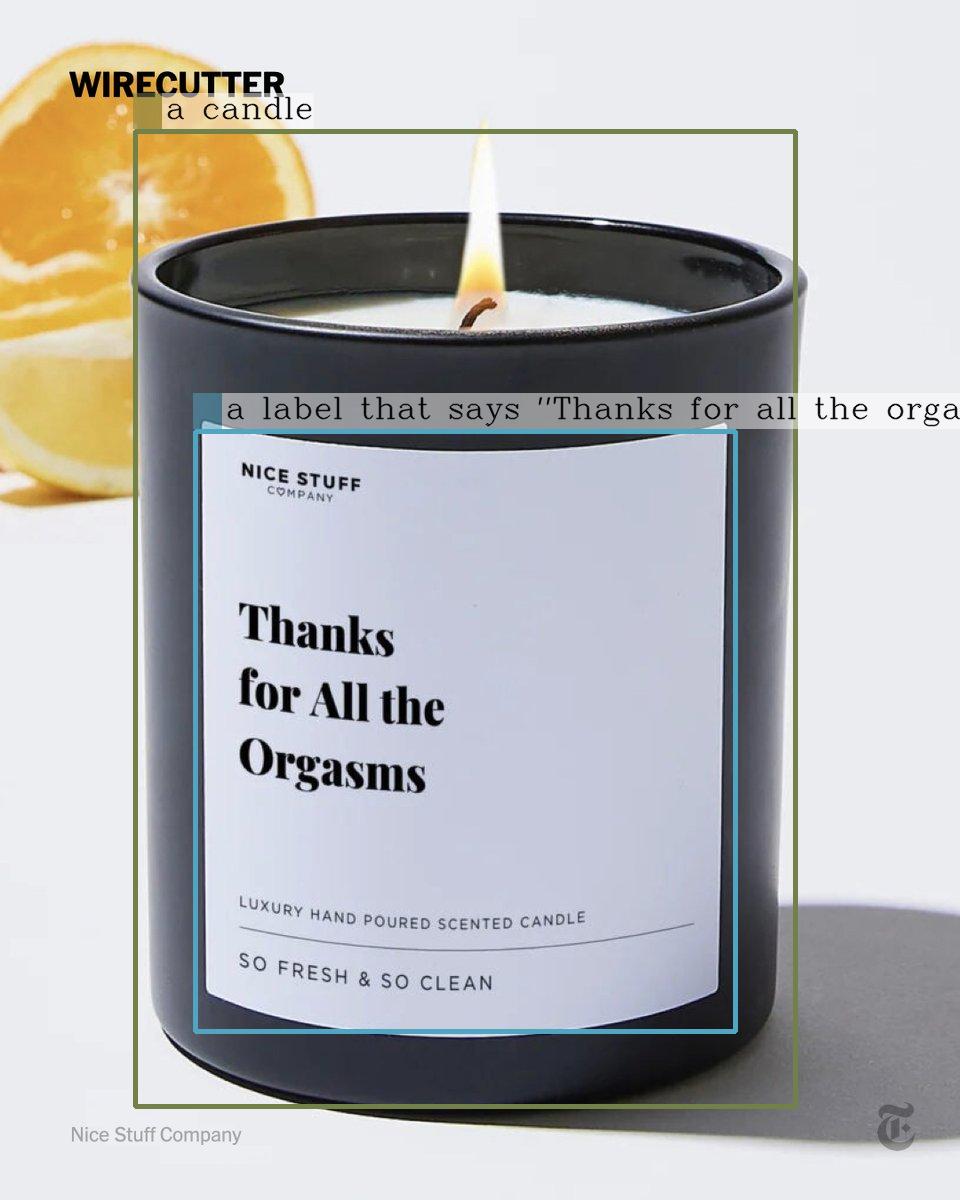 WIRECUTTER
a candle
a label that says "Thanks for all the orga
NICE STUFF
COMPANY
Thanks
for All the
Orgasms
LUXURY HAND POURED SCENTED CANDLE
SO FRESH & SO CLEAN
Nice Stuff Company
T